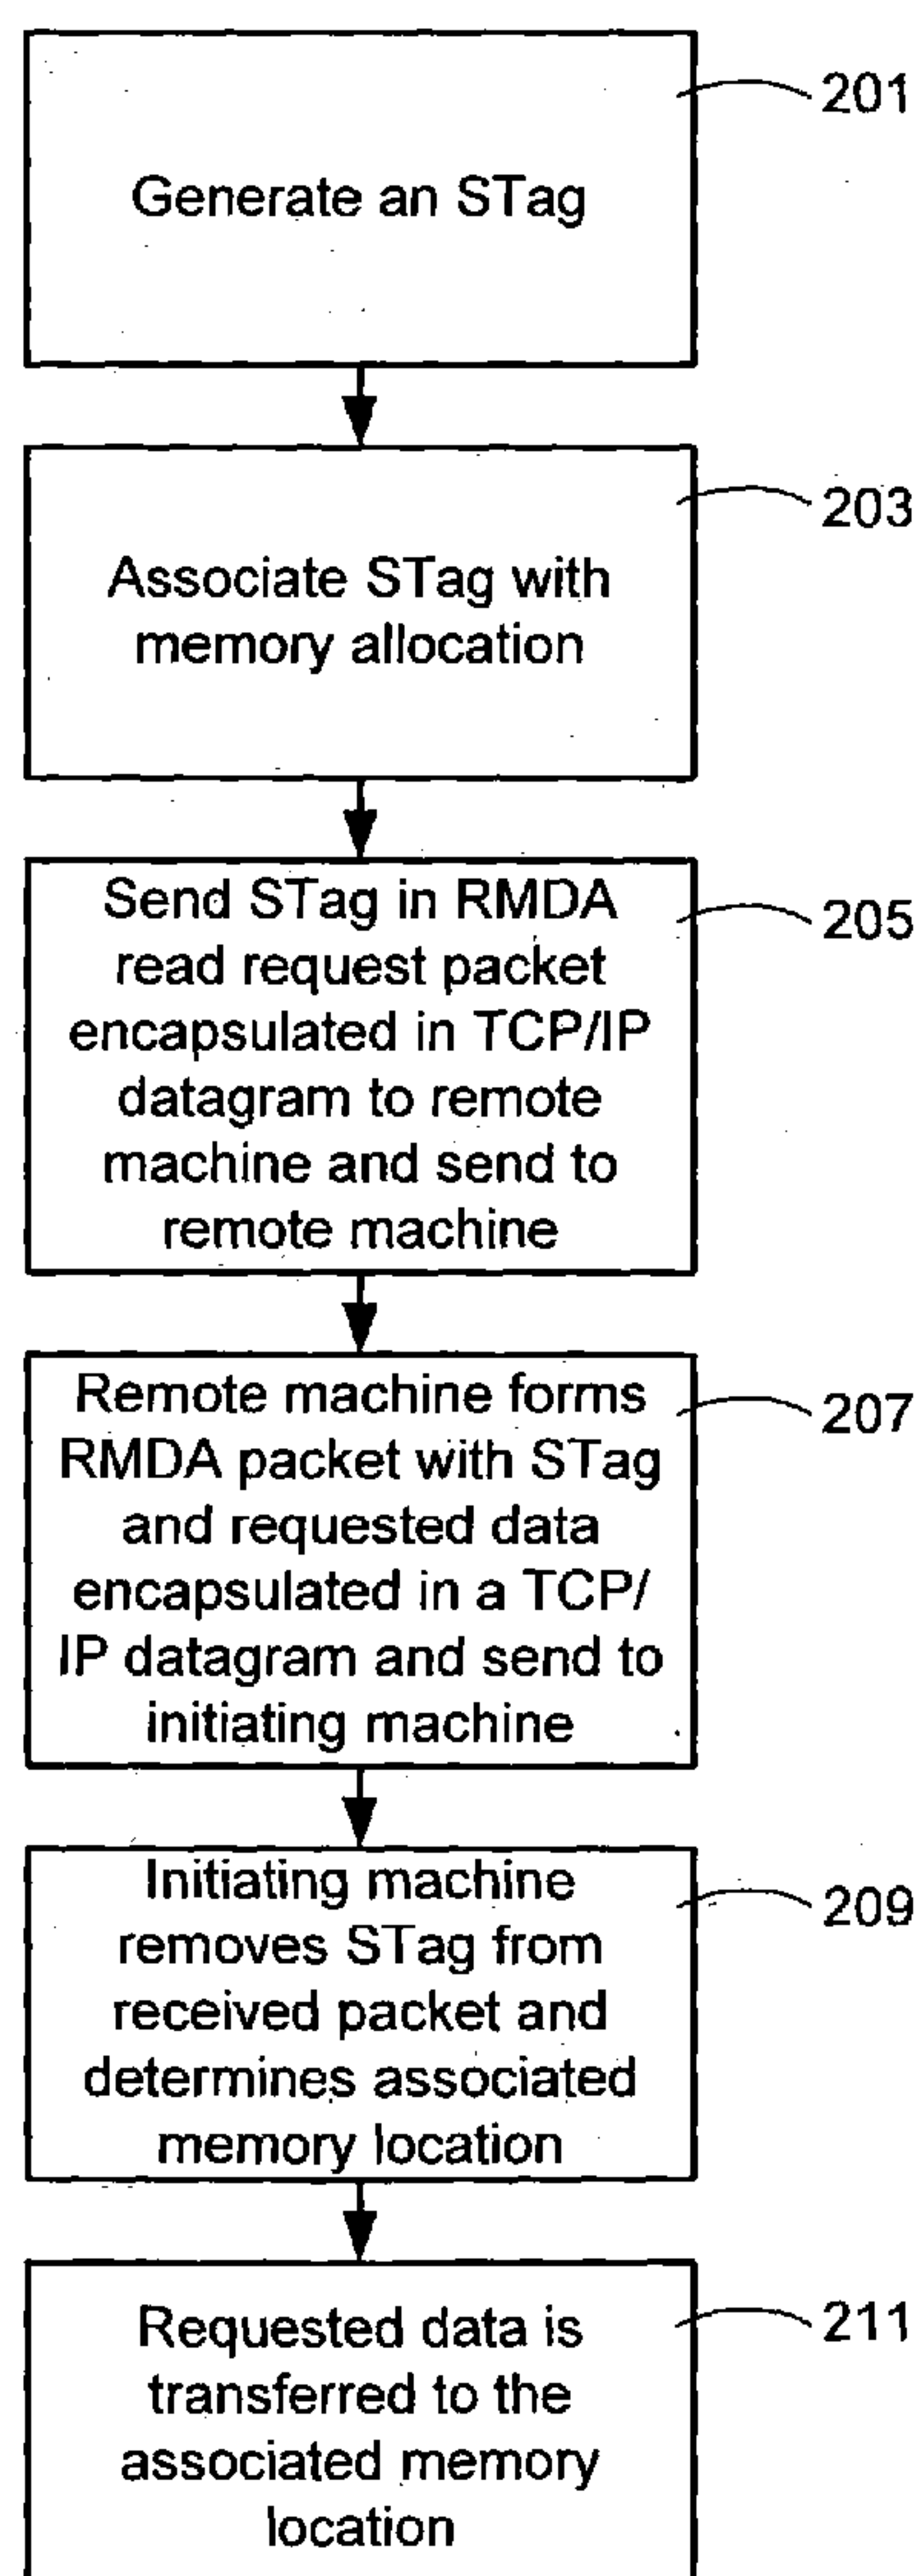 201
Generate an STag
203
Associate STag with
memory allocation
205
Send STag in RMDA
read request packet
encapsulated in TCP/IP
datagram to remote
machine and send to
remote machine
207
Remote machine forms
RMDA packet with STag
and requested data
encapsulated in a TCP/
IP datagram and send to
initiating machine
209
Initiating machine
removes STag from
received packet and
determines associated
memory location
211
Requested data is
transferred to the
associated memory
location